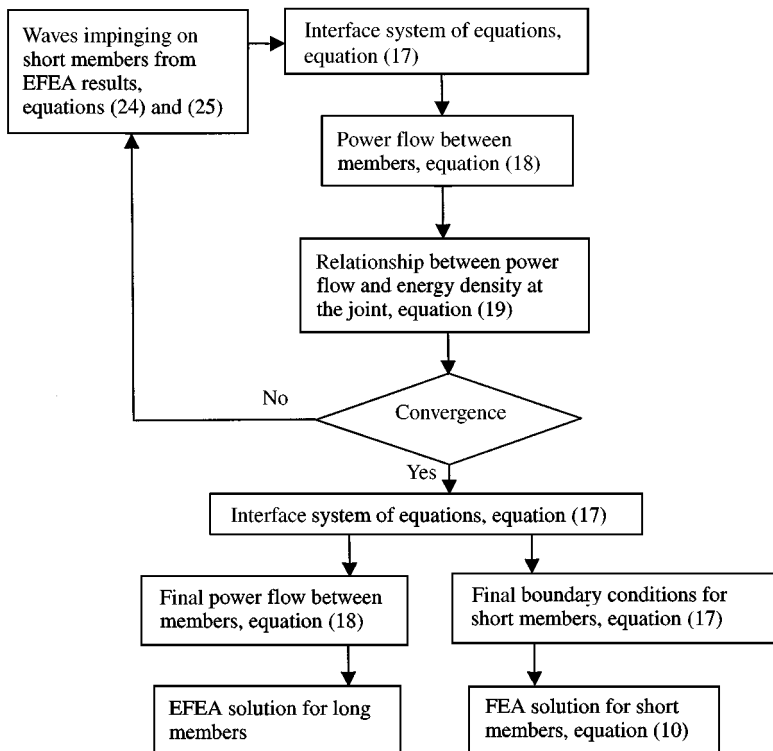 Waves impinging on
short members from
EFEA results,
equations (24) and (25)
Interface system of equations,
equation (17)
Power flow between
members, equation (18)
Relationship between power
flow and energy density at
the joint, equation (19)
No
Convergence
Yes
Interface system of equations, equation (17)
Final power flow between
members, equation (18)
Final boundary conditions for
short members, equation (17)
EFEA solution for long
members
FEA solution for short
members, equation (10)